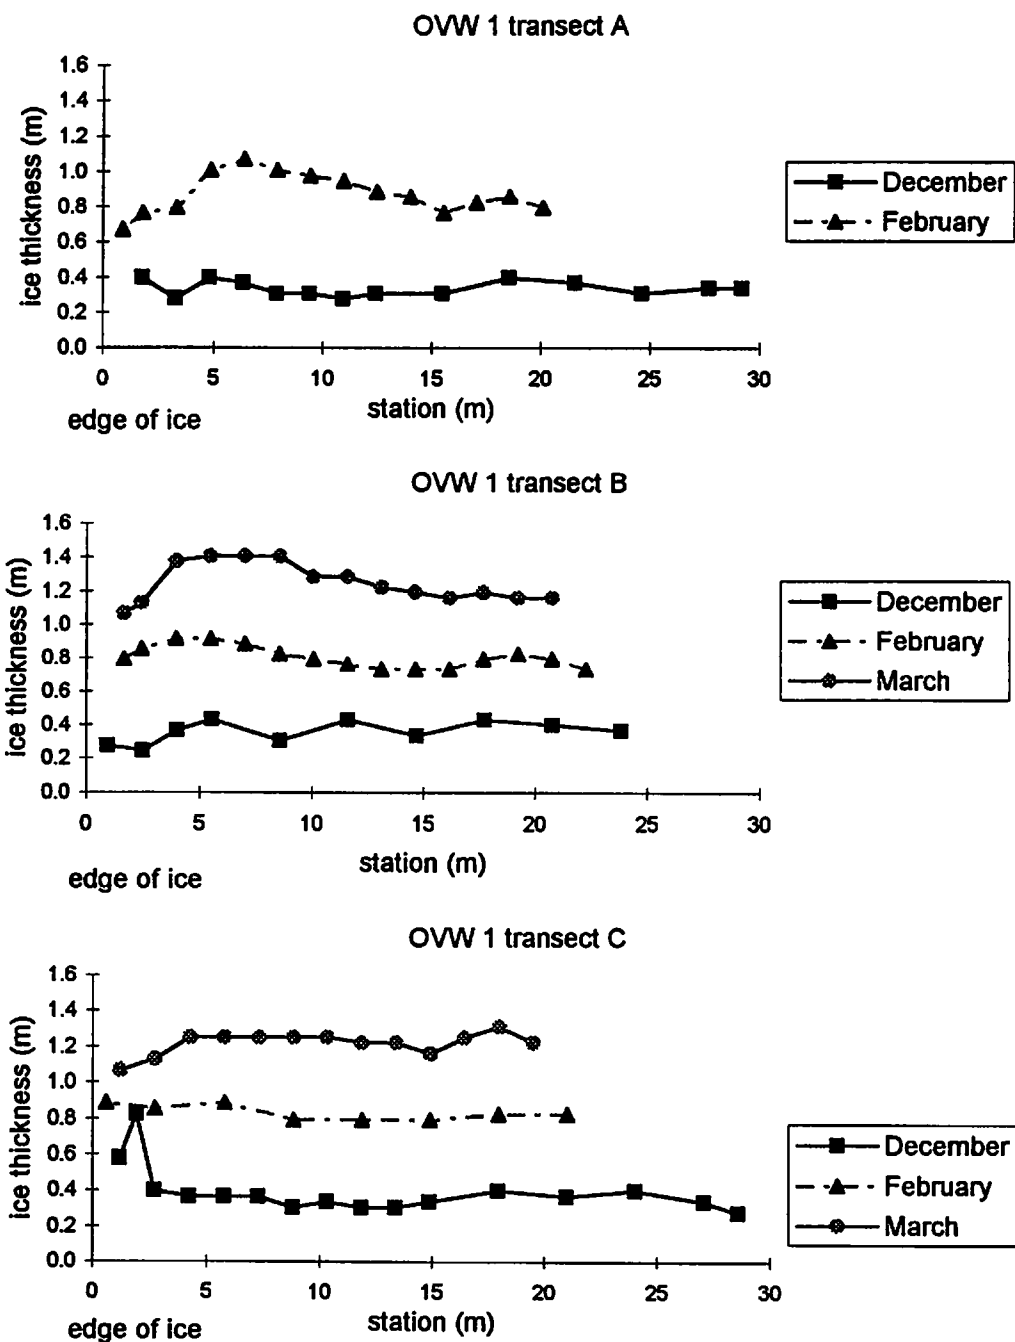 OVW 1 transect A
ice thickness (m)
1.6
1.4
1.2
1.0
0.8
0.6
0.4
0.2
0.0
0 5 10 15 20 25 30
edge of ice
station (m)
December
February
OVW 1 transect B
ice thickness (m)
1.6
1.4
1.2
1.0
0.8
0.6
0.4
0.2
0.0
0 5 10 15 20 25 30
edge of ice
station (m)
December
February
March
OVW 1 transect C
ice thickness (m)
1.6
1.4
1.2
1.0
0.8
0.6
0.4
0.2
0.0
0 5 10 15 20 25 30
edge of ice
station (m)
December
February
March